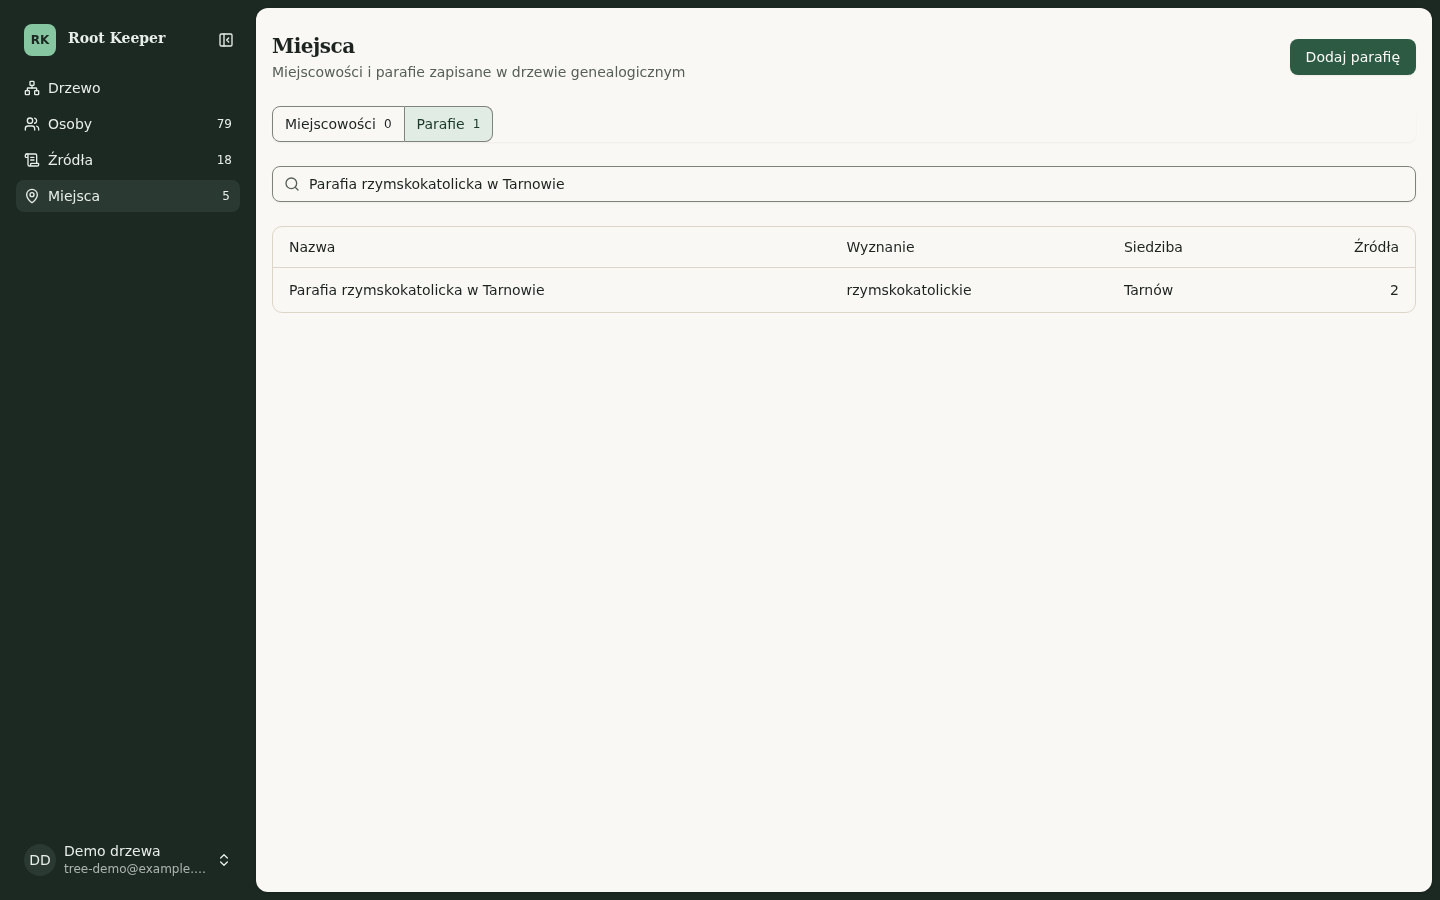 RK
Root Keeper
Drzewo
Osoby 79
Źródła 18
Miejsca 5
Miejsca
Miejscowości i parafie zapisane w drzewie genealogicznym
Dodaj parafię
Miejscowości 0 Parafie 1
Parafia rzymskokatolicka w Tarnowie
Nazwa Wyznanie Siedziba Źródła
Parafia rzymskokatolicka w Tarnowie rzymskokatolickie Tarnów 2
DD
Demo drzewa
tree-demo@example....